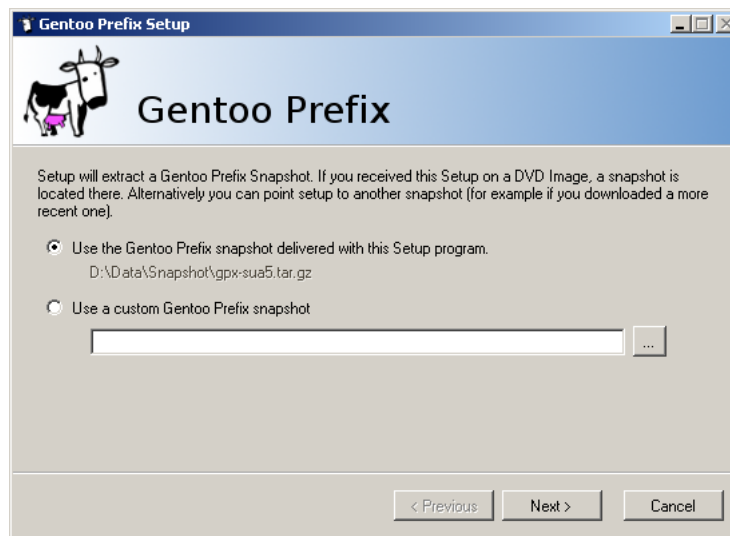 Gentoo Prefix Setup
Gentoo Prefix
Setup will extract a Gentoo Prefix Snapshot. If you received this Setup on a DVD Image, a snapshot is
located there. Alternatively you can point setup to another snapshot (for example if you downloaded a more
recent one).
Use the Gentoo Prefix snapshot delivered with this Setup program.
D:\Data\Snapshot\gpx-sua5.tar.gz
Use a custom Gentoo Prefix snapshot
...
< Previous Next > Cancel